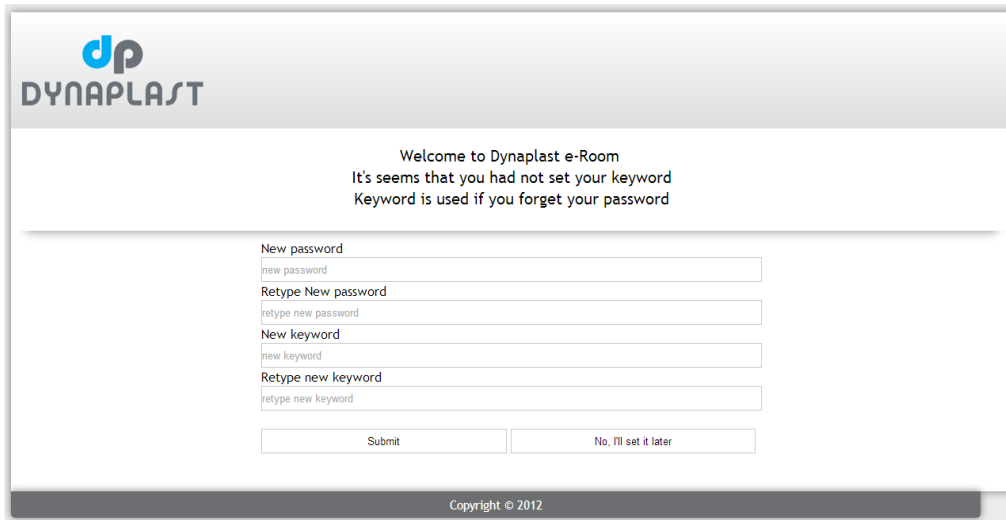 dp
DYNAPLAST
Welcome to Dynaplast e-Room
It's seems that you had not set your keyword
Keyword is used if you forget your password
New password
new password
Retype New password
retype new password
New keyword
new keyword
Retype new keyword
retype new keyword
Submit No, I'll set it later
Copyright © 2012